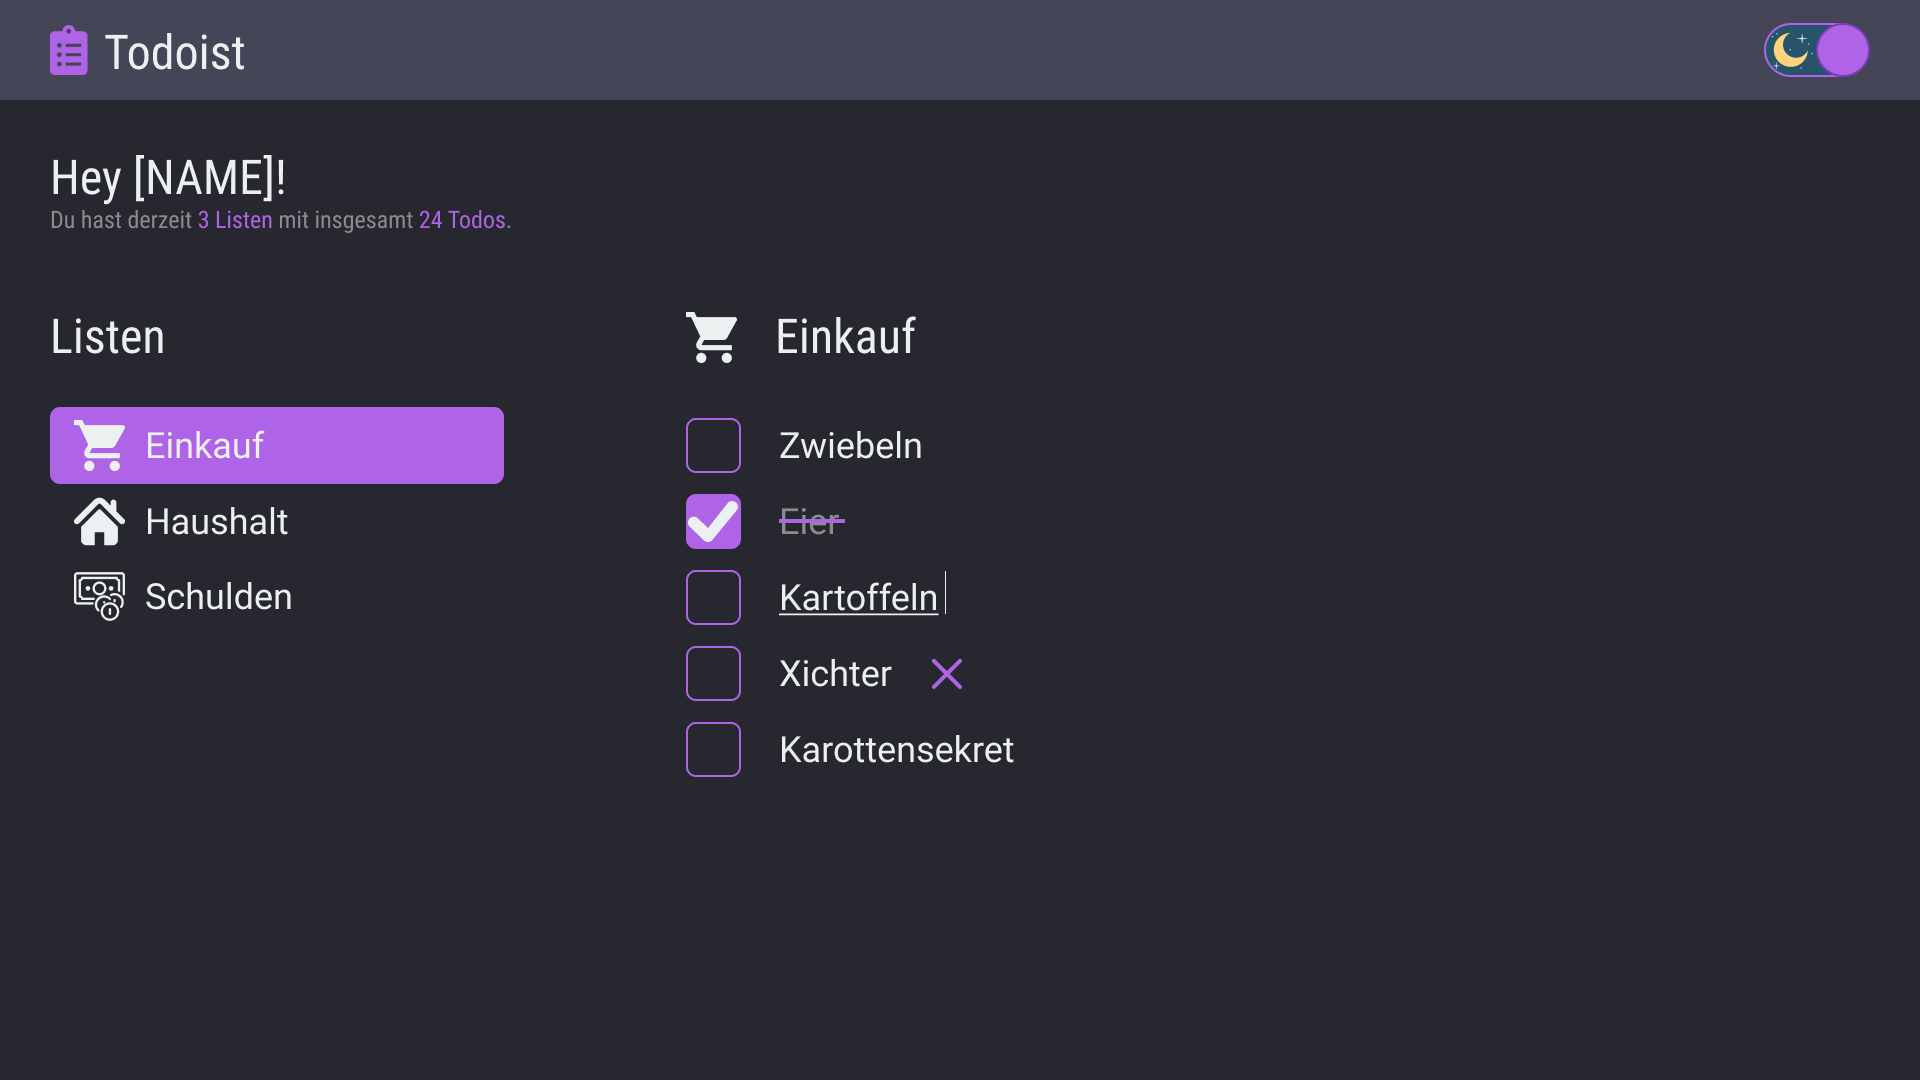 Todoist
Hey [NAME]!
Du hast derzeit 3 Listen mit insgesamt 24 Todos.
Listen
Einkauf
Haushalt
Schulden
Einkauf
Zwiebeln
Eier
Kartoffeln
Xichter
Karottensekret